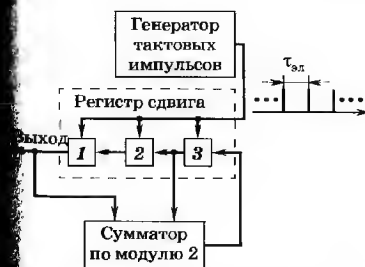 Генератор
тактовых
импульсов
τэл
Регистр сдвига
Выход
1 2 3
Сумматор
по модулю 2